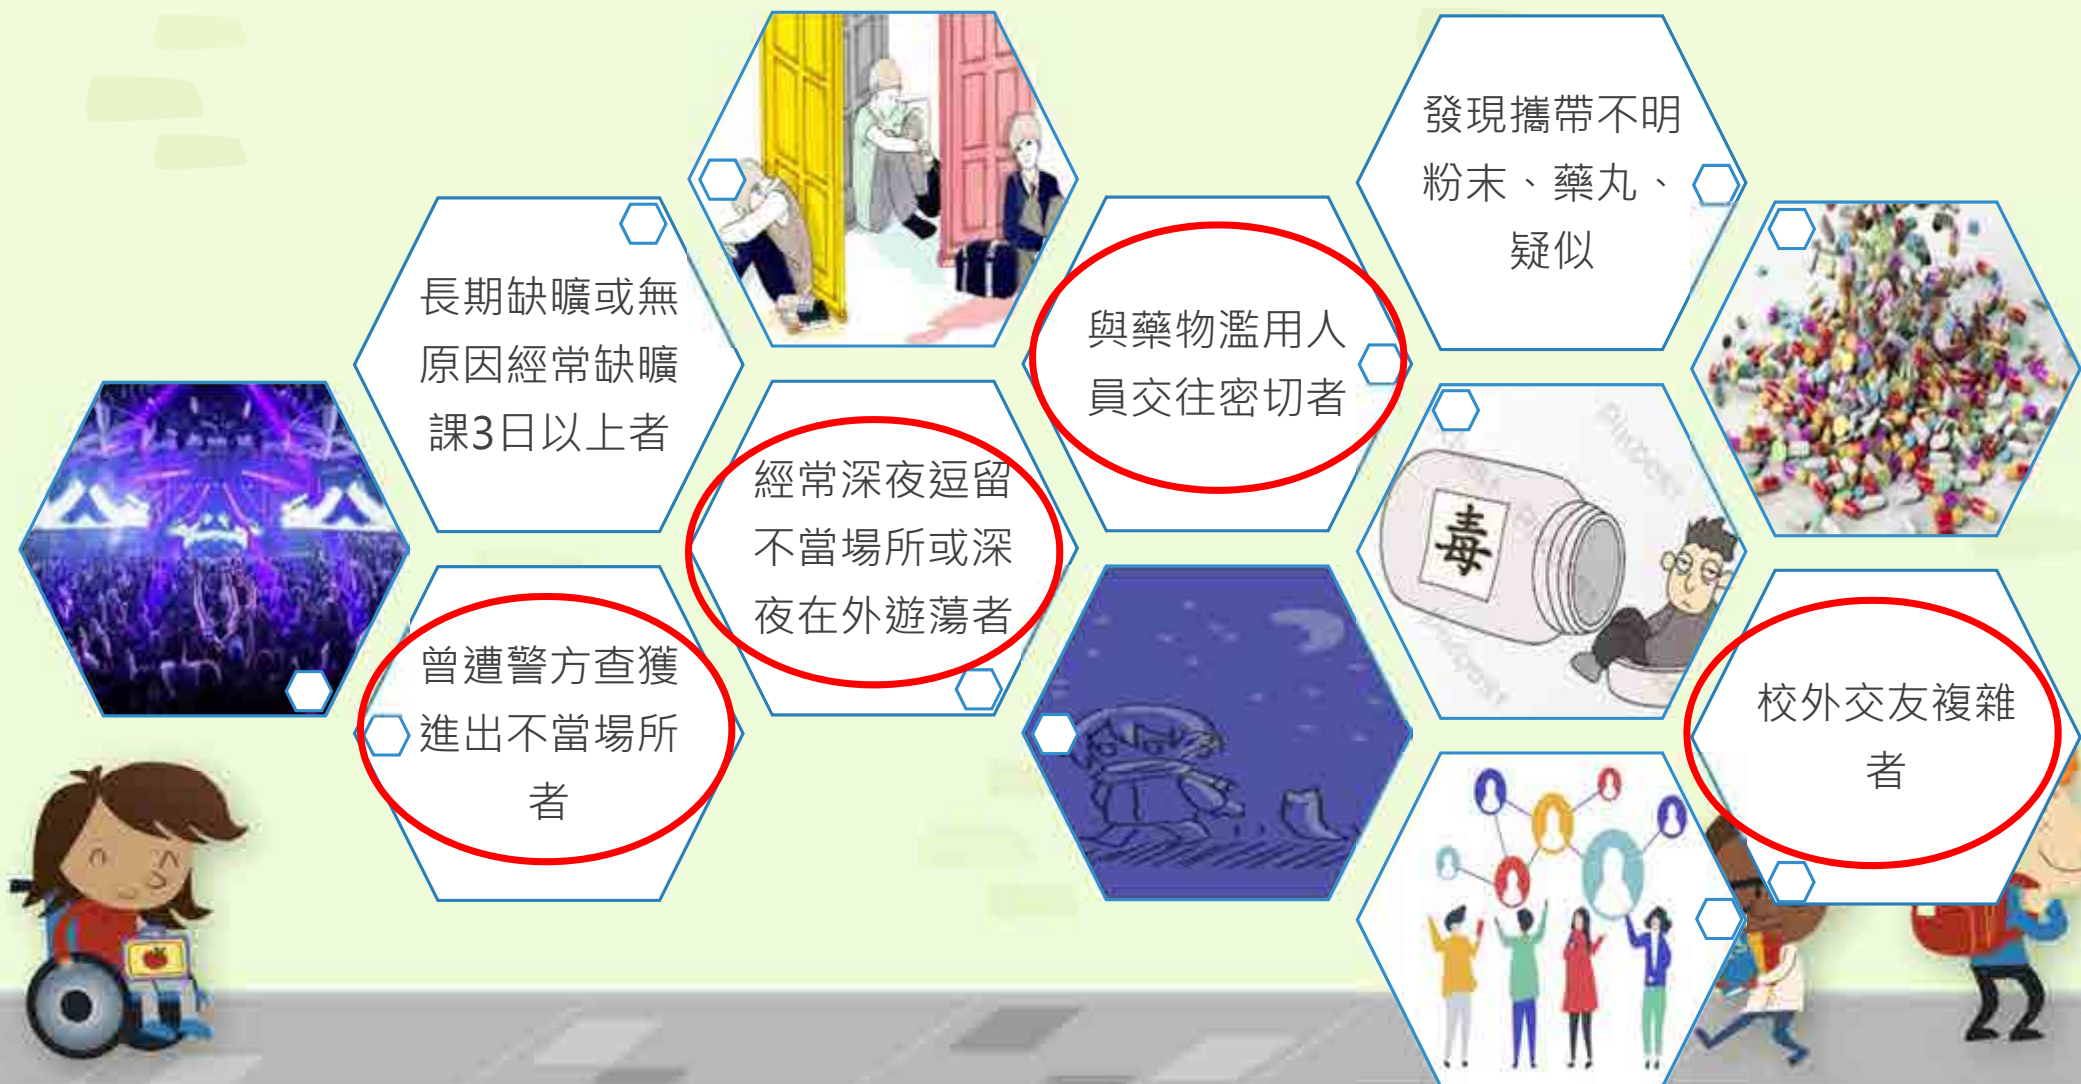 發現攜帶不明
粉末、藥丸、
疑似
長期缺曠或無
原因經常缺曠
課3日以上者
與藥物濫用人
員交往密切者
經常深夜逗留
不當場所或深
夜在外遊蕩者
毒
曾遭警方查獲
進出不當場所
者
校外交友複雜
者